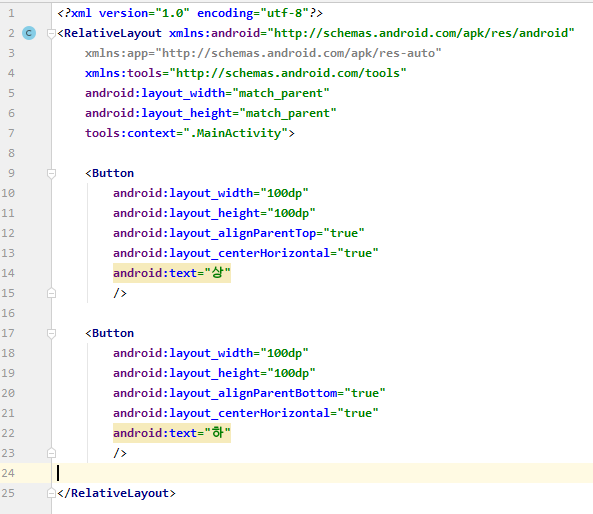 1 <?xml version="1.0" encoding="utf-8"?>
2 C <RelativeLayout xmlns:android="http://schemas.android.com/apk/res/android"
3     xmlns:app="http://schemas.android.com/apk/res-auto"
4     xmlns:tools="http://schemas.android.com/tools"
5     android:layout_width="match_parent"
6     android:layout_height="match_parent"
7     tools:context=".MainActivity">
8
9     <Button
10         android:layout_width="100dp"
11         android:layout_height="100dp"
12         android:layout_alignParentTop="true"
13         android:layout_centerHorizontal="true"
14         android:text="상"
15         />
16
17     <Button
18         android:layout_width="100dp"
19         android:layout_height="100dp"
20         android:layout_alignParentBottom="true"
21         android:layout_centerHorizontal="true"
22         android:text="하"
23         />
24
25 </RelativeLayout>